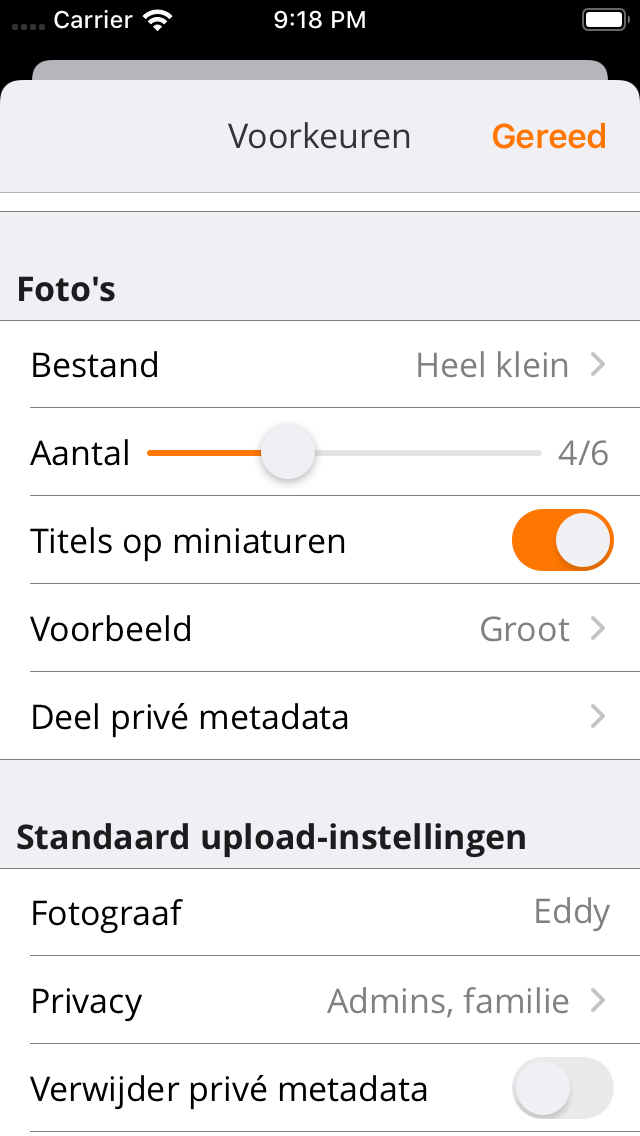 Carrier 9:18 PM
Voorkeuren Gereed
Foto's
Bestand Heel klein
Aantal 4/6
Titels op miniaturen
Voorbeeld Groot
Deel privé metadata
Standaard upload-instellingen
Fotograaf Eddy
Privacy Admins, familie
Verwijder privé metadata